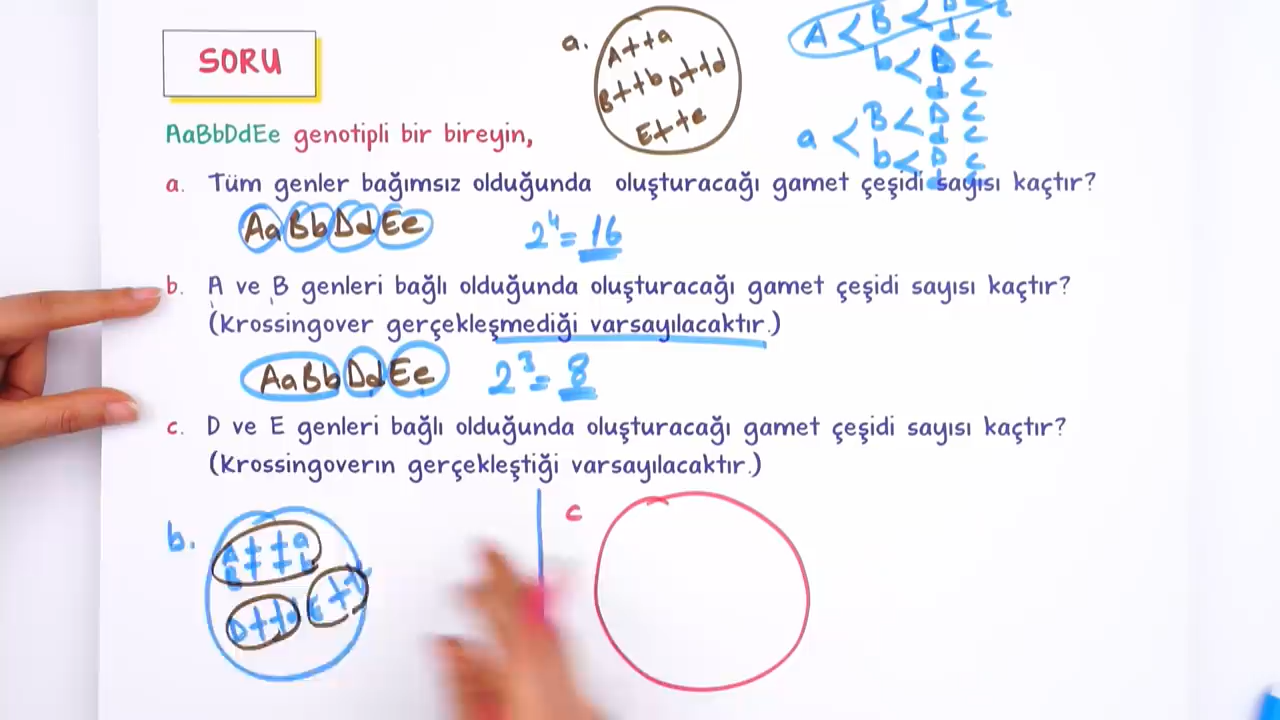 SORU
a.
A a
B b D d
E e
A < B < D < e
d <
b < D <
d <
a < B < D <
d <
b < D <
d <
AaBbDdEe genotipli bir bireyin,
a. Tüm genler bağımsız olduğunda oluşturacağı gamet çeşidi sayısı kaçtır?
AaBbDdEe 2⁴ = 16
b. A ve B genleri bağlı olduğunda oluşturacağı gamet çeşidi sayısı kaçtır?
(Krossingover gerçekleşmediği varsayılacaktır.)
AaBbDdEe 2³ = 8
c. D ve E genleri bağlı olduğunda oluşturacağı gamet çeşidi sayısı kaçtır?
(Krossingoverın gerçekleştiği varsayılacaktır.)
b.
A a
B b
D d E
c